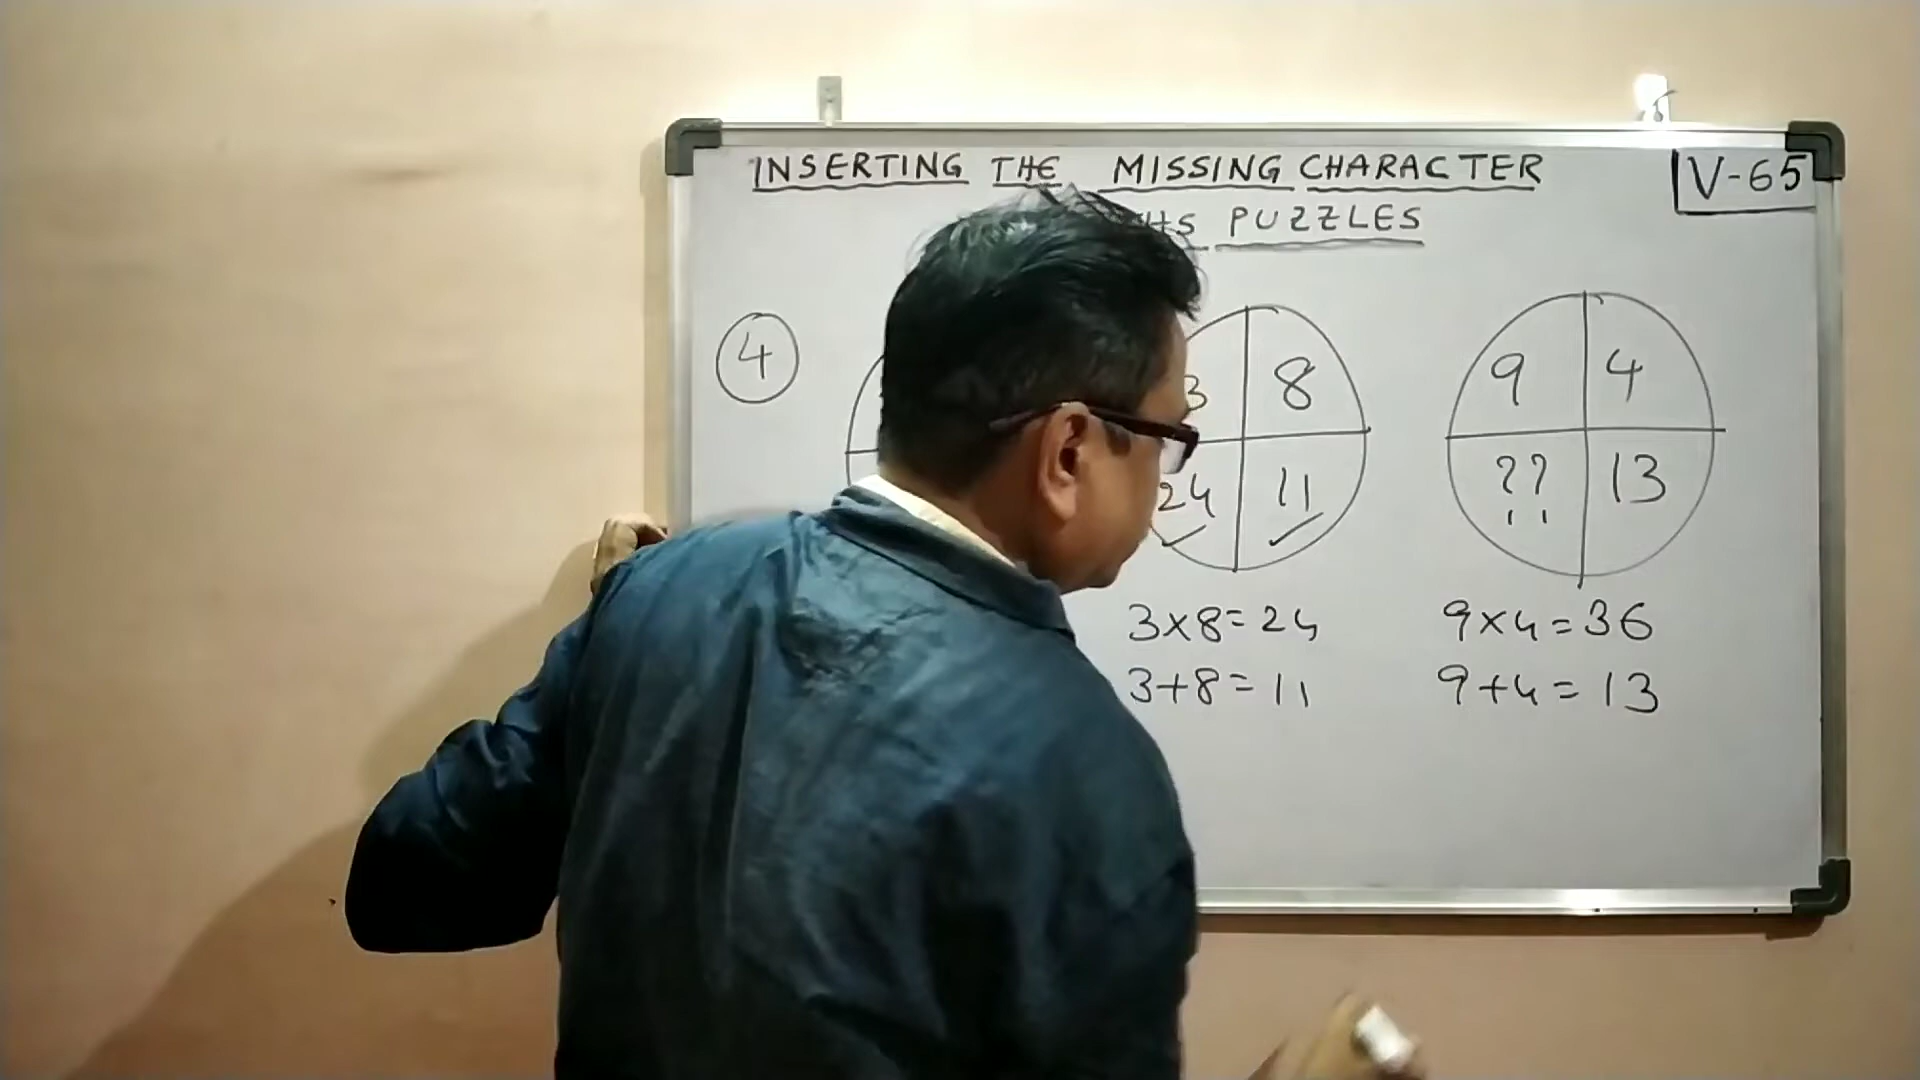 INSERTING THE MISSING CHARACTER
V-65
PUZZLES
4
3 8
24 11
9 4
?? 13
3x8=24
3+8=11
9x4=36
9+4=13